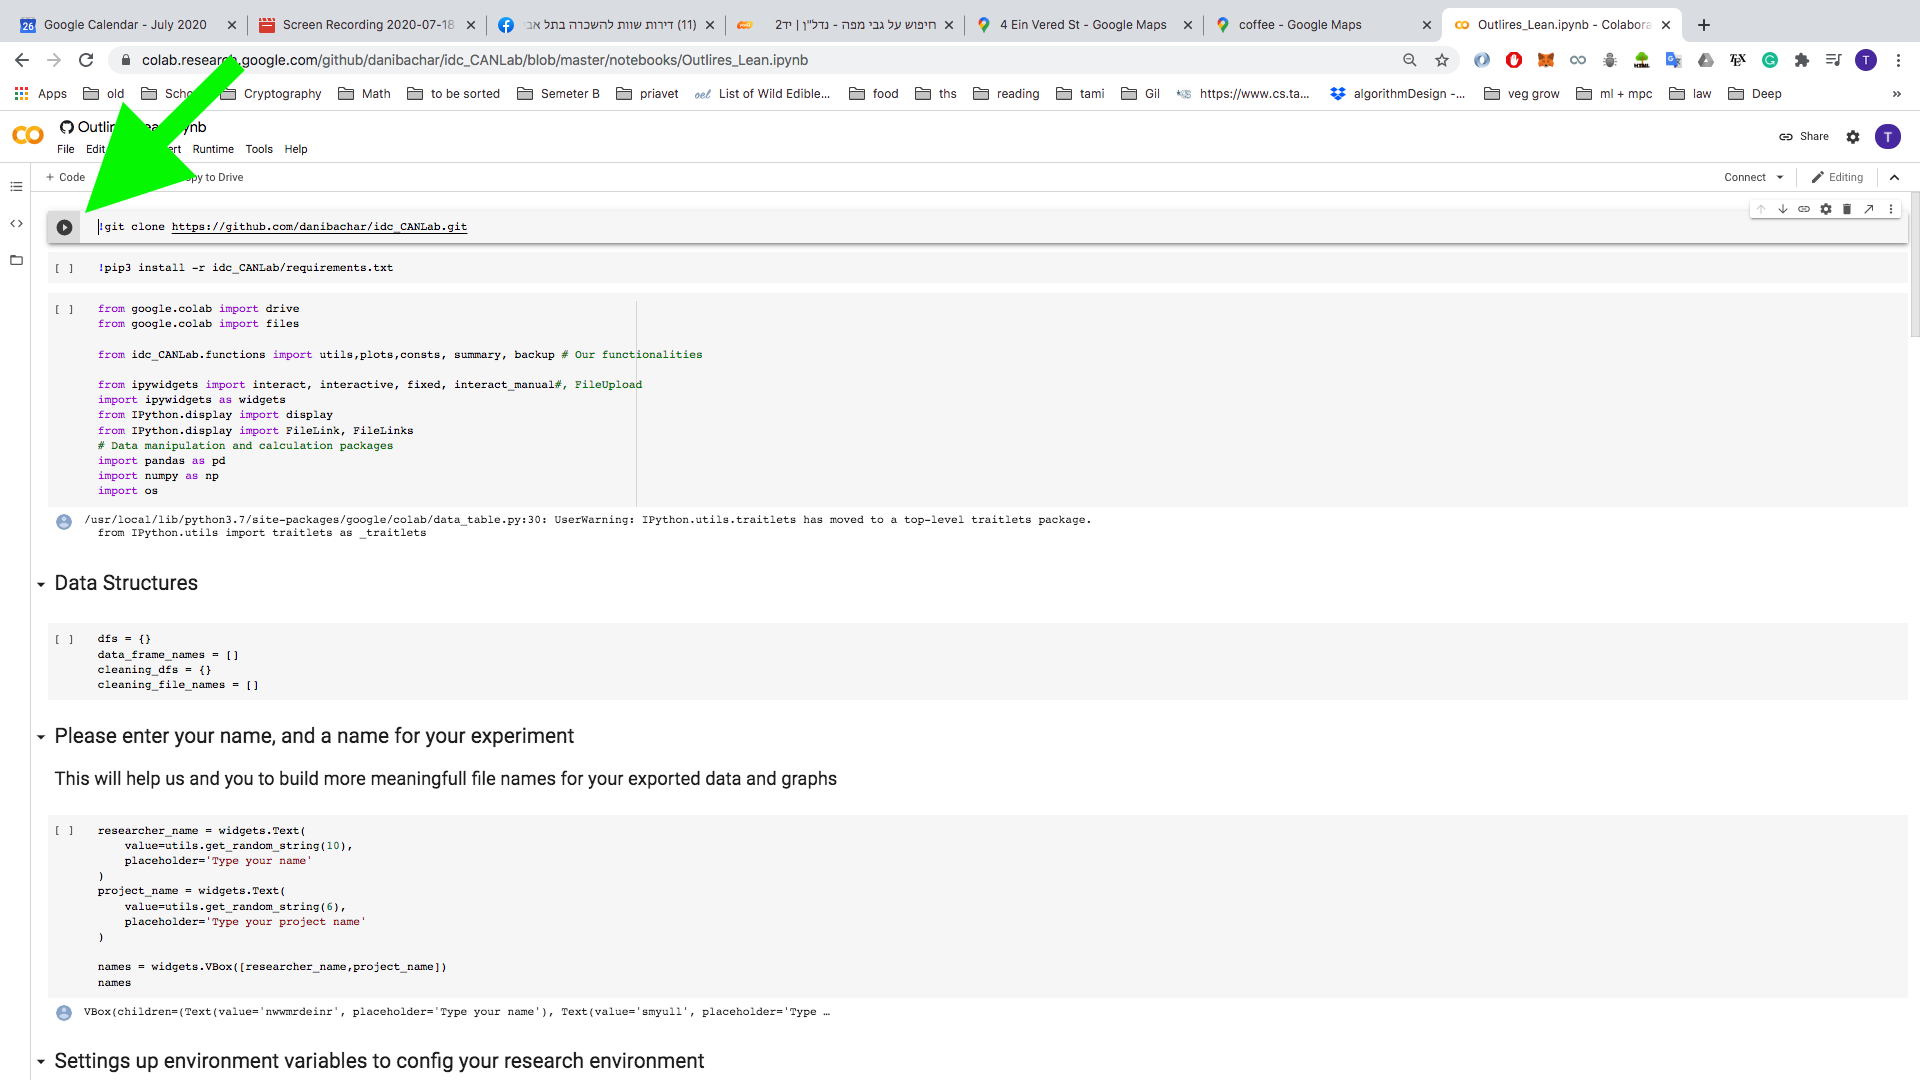 Google Calendar - July 2020
Screen Recording 2020-07-18
(11) דירות שוות להשכרה בתל אבי
חיפוש על גבי מפה - נדל"ן | יד2
4 Ein Vered St - Google Maps
coffee - Google Maps
Outlires_Lean.ipynb - Colabora
colab.research.google.com/github/danibachar/idc_CANLab/blob/master/notebooks/Outlires_Lean.ipynb
Apps old Cryptography Math to be sorted Semeter B priavet List of Wild Edible... food ths reading tami Gil https://www.cs.ta... algorithmDesign -... veg grow ml + mpc law Deep »
File Edit Runtime Tools Help
Share
T
+ Code to Drive
Connect
Editing
!git clone https://github.com/danibachar/idc_CANLab.git
[ ] !pip3 install -r idc_CANLab/requirements.txt
[ ] from google.colab import drive
from google.colab import files
from idc_CANLab.functions import utils,plots,consts, summary, backup # Our functionalities
from ipywidgets import interact, interactive, fixed, interact_manual#, FileUpload
import ipywidgets as widgets
from IPython.display import display
from IPython.display import FileLink, FileLinks
# Data manipulation and calculation packages
import pandas as pd
import numpy as np
import os
/usr/local/lib/python3.7/site-packages/google/colab/data_table.py:30: UserWarning: IPython.utils.traitlets has moved to a top-level traitlets package.
from IPython.utils import traitlets as _traitlets
Data Structures
[ ] dfs = {}
data_frame_names = []
cleaning_dfs = {}
cleaning_file_names = []
Please enter your name, and a name for your experiment
This will help us and you to build more meaningfull file names for your exported data and graphs
[ ] researcher_name = widgets.Text(
value=utils.get_random_string(10),
placeholder='Type your name'
)
project_name = widgets.Text(
value=utils.get_random_string(6),
placeholder='Type your project name'
)
names = widgets.VBox([researcher_name,project_name])
names
VBox(children=(Text(value='nwwmrdeinr', placeholder='Type your name'), Text(value='smyull', placeholder='Type …
Settings up environment variables to config your research environment